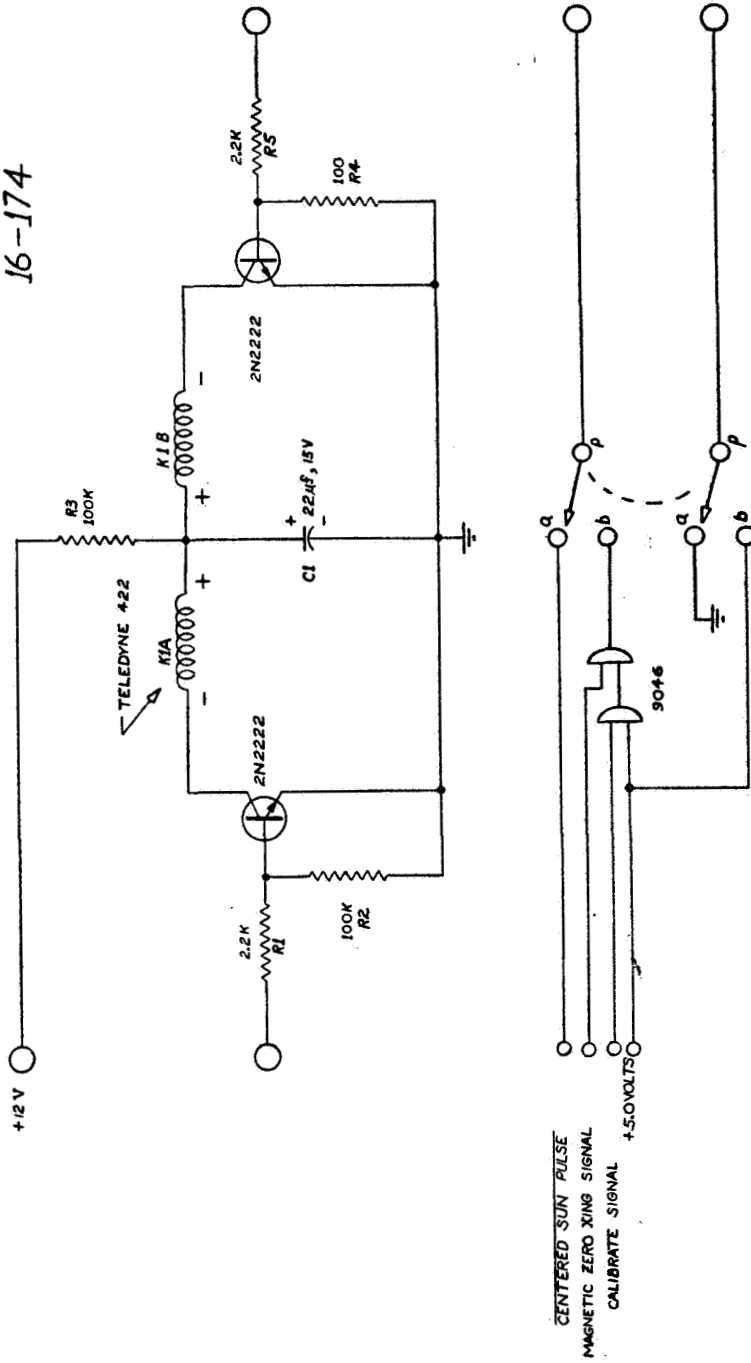 16-174
+12 V
R3
100K
TELEDYNE 422
K1A
K1B
-
+
+
-
C1
+
22µf, 15V
-
2N2222
2N2222
2.2K
R1
100K
R2
2.2K
R5
100
R4
CENTERED SUN PULSE
MAGNETIC ZERO XING SIGNAL
CALIBRATE SIGNAL
+5.0VOLTS
9046
a
b
p
a
b
p